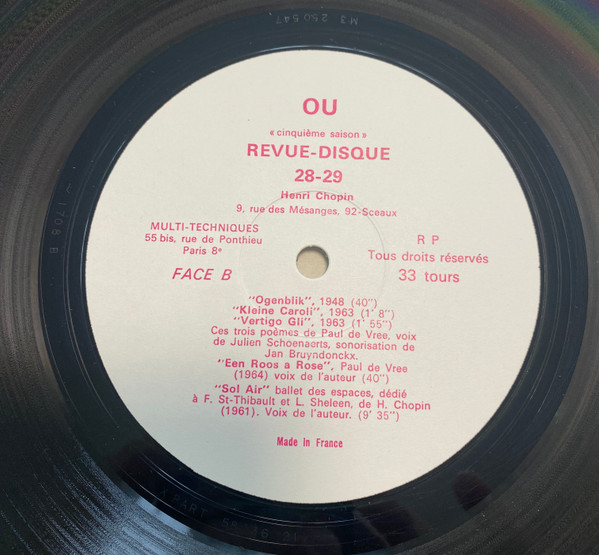 M3 250 547
OU
« cinquième saison »
REVUE-DISQUE
28-29
Henri Chopin
9, rue des Mésanges, 92-Sceaux
MULTI-TECHNIQUES
55 bis, rue de Ponthieu
Paris 8e
R P
Tous droits réservés
FACE B
33 tours
"Ogenblik", 1948 (40")
"Kleine Caroli", 1963 (1' 8")
"Vertigo Gli", 1963 (1' 55")
Ces trois poèmes de Paul de Vree, voix
de Julien Schoenaerts, sonorisation de
Jan Bruyndonckx.
"Een Roos a Rose", Paul de Vree
(1964) voix de l'auteur (40")
"Sol Air" ballet des espaces, dédié
à F. St-Thibault et L. Sheleen, de H. Chopin
(1961). Voix de l'auteur. (9' 35")
Made in France